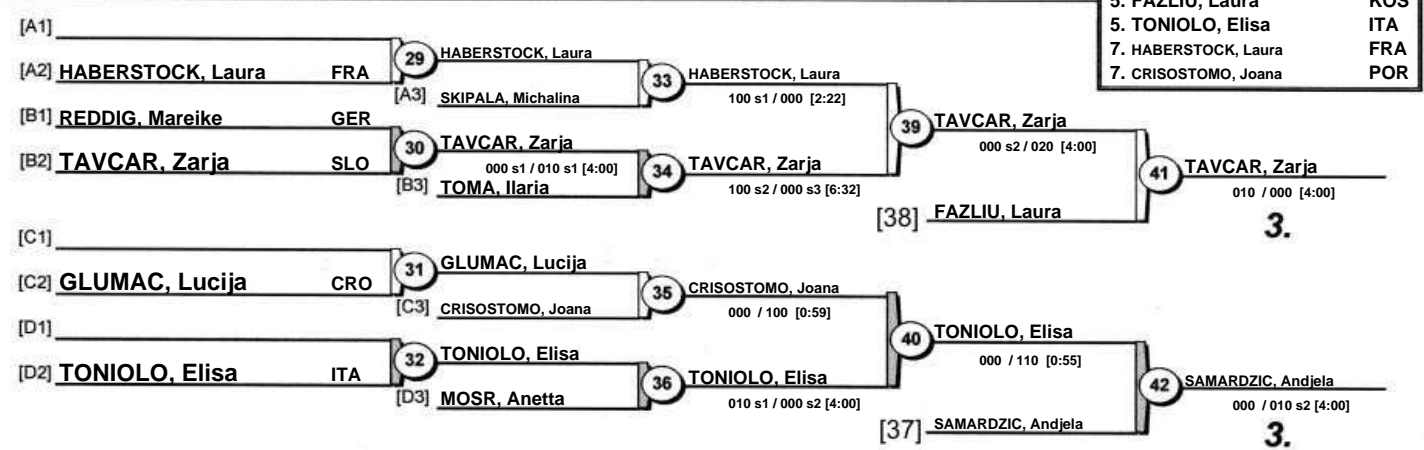 5. FAZLIU, Laura KOS
5. TONIOLO, Elisa ITA
7. HABERSTOCK, Laura FRA
7. CRISOSTOMO, Joana POR
[A1]
[A2] HABERSTOCK, Laura FRA
29
HABERSTOCK, Laura
[A3] SKIPALA, Michalina
33
HABERSTOCK, Laura
100 s1 / 000 [2:22]
[B1] REDDIG, Mareike GER
[B2] TAVCAR, Zarja SLO
30
TAVCAR, Zarja
000 s1 / 010 s1 [4:00]
[B3] TOMA, Ilaria
34
TAVCAR, Zarja
100 s2 / 000 s3 [6:32]
39
TAVCAR, Zarja
000 s2 / 020 [4:00]
[38] FAZLIU, Laura
41
TAVCAR, Zarja
010 / 000 [4:00]
3.
[C1]
[C2] GLUMAC, Lucija CRO
31
GLUMAC, Lucija
[C3] CRISOSTOMO, Joana
35
CRISOSTOMO, Joana
000 / 100 [0:59]
[D1]
[D2] TONIOLO, Elisa ITA
32
TONIOLO, Elisa
[D3] MOSR, Anetta
36
TONIOLO, Elisa
010 s1 / 000 s2 [4:00]
40
TONIOLO, Elisa
000 / 110 [0:55]
[37] SAMARDZIC, Andjela
42
SAMARDZIC, Andjela
000 / 010 s2 [4:00]
3.